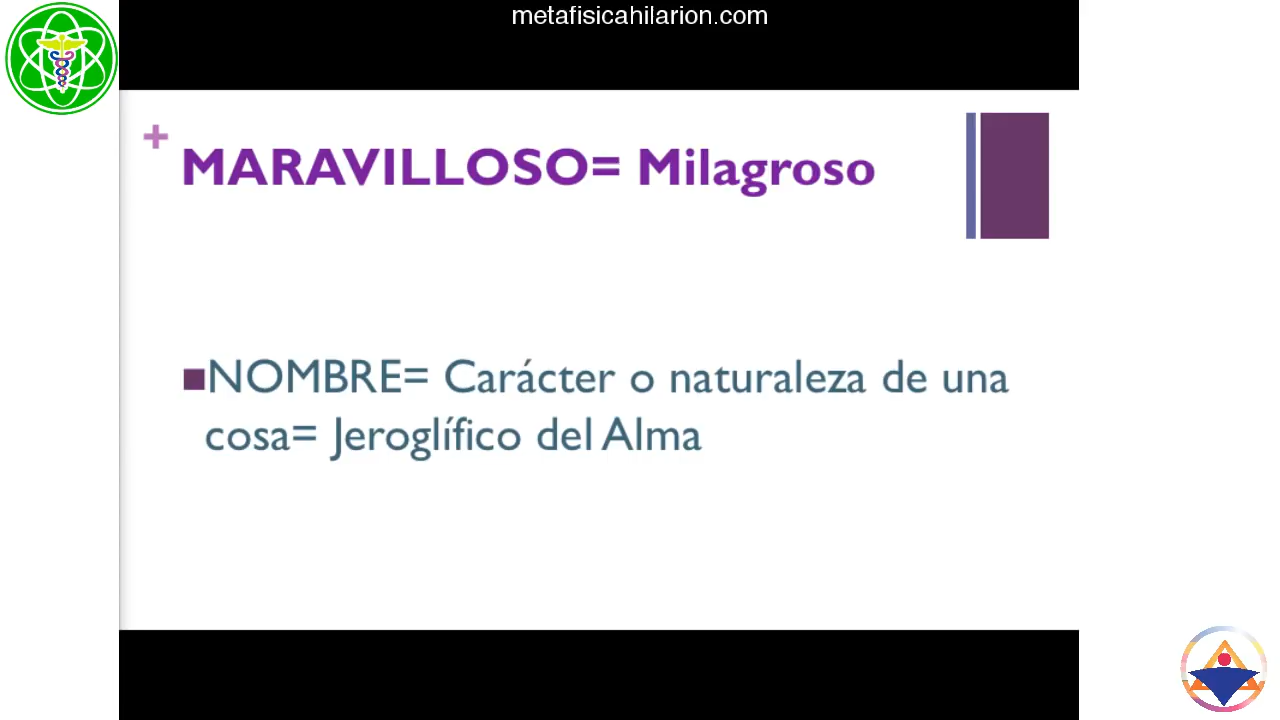 metafisicahilarion.com
+
MARAVILLOSO= Milagroso
■NOMBRE= Carácter o naturaleza de una
cosa= Jeroglífico del Alma